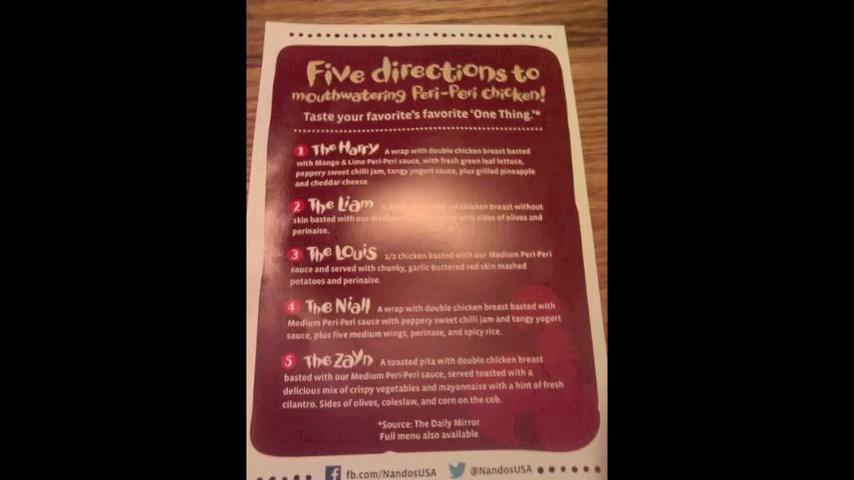 Five directions to
mouthwatering Peri-Peri chicken!
Taste your favorite's favorite 'One Thing.'*
1 The Harry A wrap with double chicken breast basted
with Mango & Lime Peri-Peri sauce, with fresh green leaf lettuce,
peppery sweet chilli jam, tangy yogurt sauce, plus grilled pineapple
and cheddar cheese.
2 The Liam A chicken breast without
skin basted with our Medium with sides of olives and
perinaise.
3 The Louis 1/2 chicken basted with our Medium Peri-Peri
sauce and served with chunky, garlic-buttered red skin mashed
potatoes and perinaise.
4 The Niall A wrap with double chicken breast basted with
Medium Peri-Peri sauce with peppery sweet chilli jam and tangy yogurt
sauce, plus five medium wings, perinase, and spicy rice.
5 The Zayn A toasted pita with double chicken breast
basted with our Medium Peri-Peri sauce, served toasted with a
delicious mix of crispy vegetables and mayonnaise with a hint of fresh
cilantro. Sides of olives, coleslaw, and corn on the cob.
*Source: The Daily Mirror
Full menu also available
fb.com/NandosUSA @NandosUSA